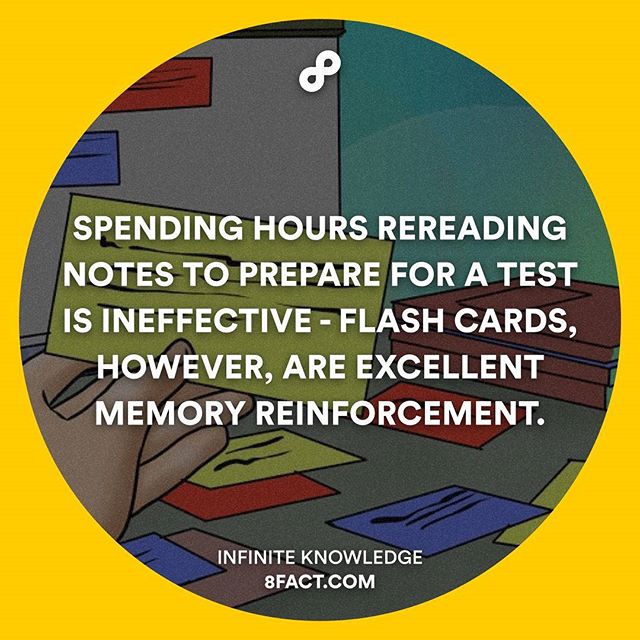 SPENDING HOURS REREADING
NOTES TO PREPARE FOR A TEST
IS INEFFECTIVE - FLASH CARDS,
HOWEVER, ARE EXCELLENT
MEMORY REINFORCEMENT.
INFINITE KNOWLEDGE
8FACT.COM